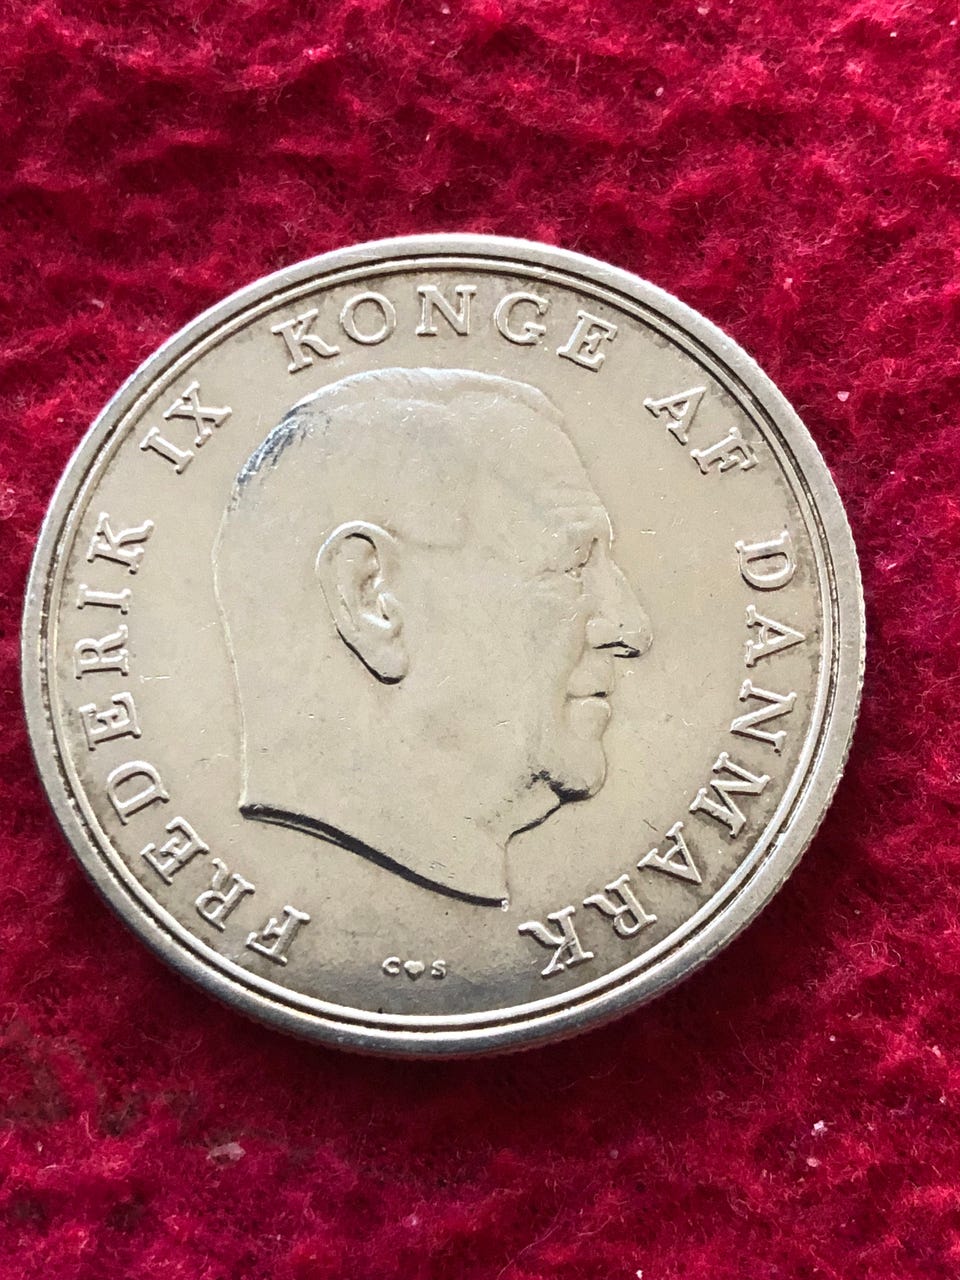 FREDERIK IX KONGE AF DANMARK
C♥S